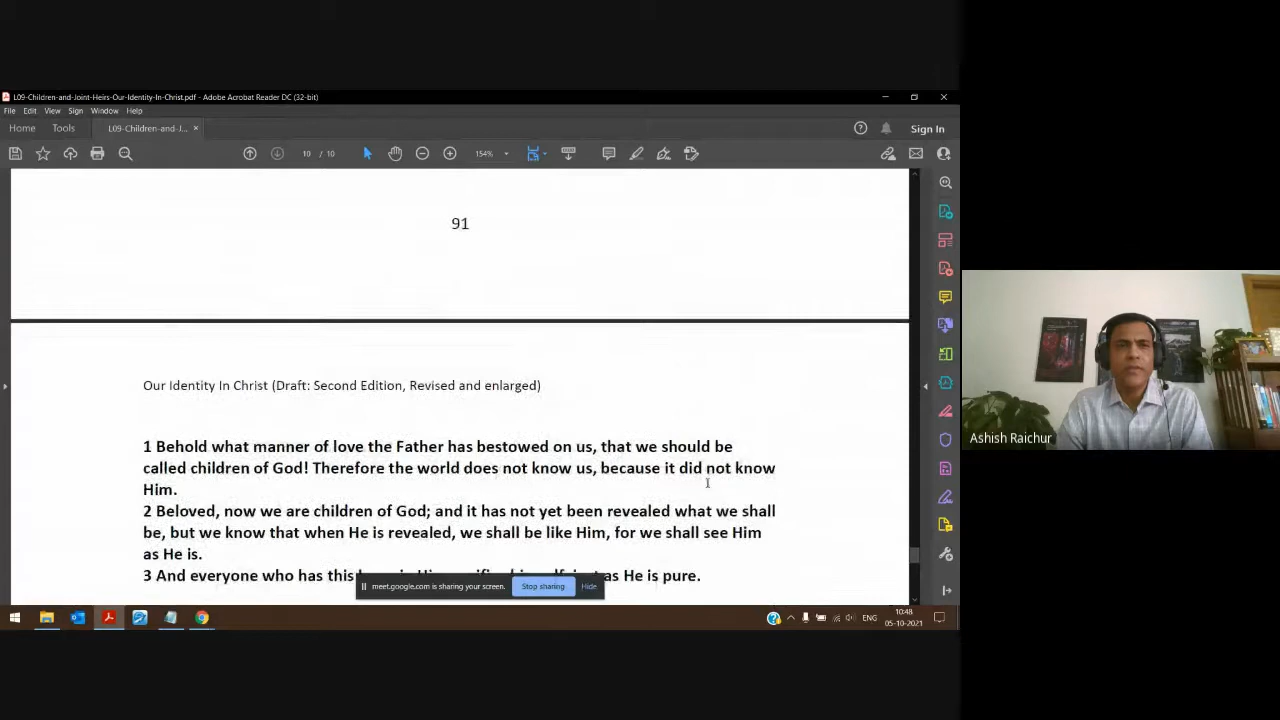 L09-Children-and-Joint-Heirs-Our-Identity-In-Christ.pdf - Adobe Acrobat Reader DC (32-bit)
File Edit View Sign Window Help
Home Tools L09-Children-and-J... × Sign In
10 / 10 154%
91
Our Identity In Christ (Draft: Second Edition, Revised and enlarged)
1 Behold what manner of love the Father has bestowed on us, that we should be
called children of God! Therefore the world does not know us, because it did not know
Him.
2 Beloved, now we are children of God; and it has not yet been revealed what we shall
be, but we know that when He is revealed, we shall be like Him, for we shall see Him
as He is.
3 And everyone who has this as He is pure.
meet.google.com is sharing your screen. Stop sharing Hide
ENG 10:48
05-10-2021
Ashish Raichur